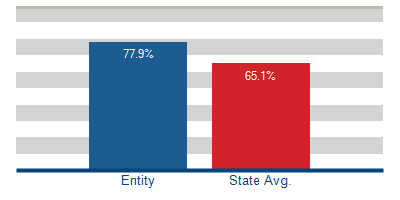 77.9%
65.1%
Entity
State Avg.